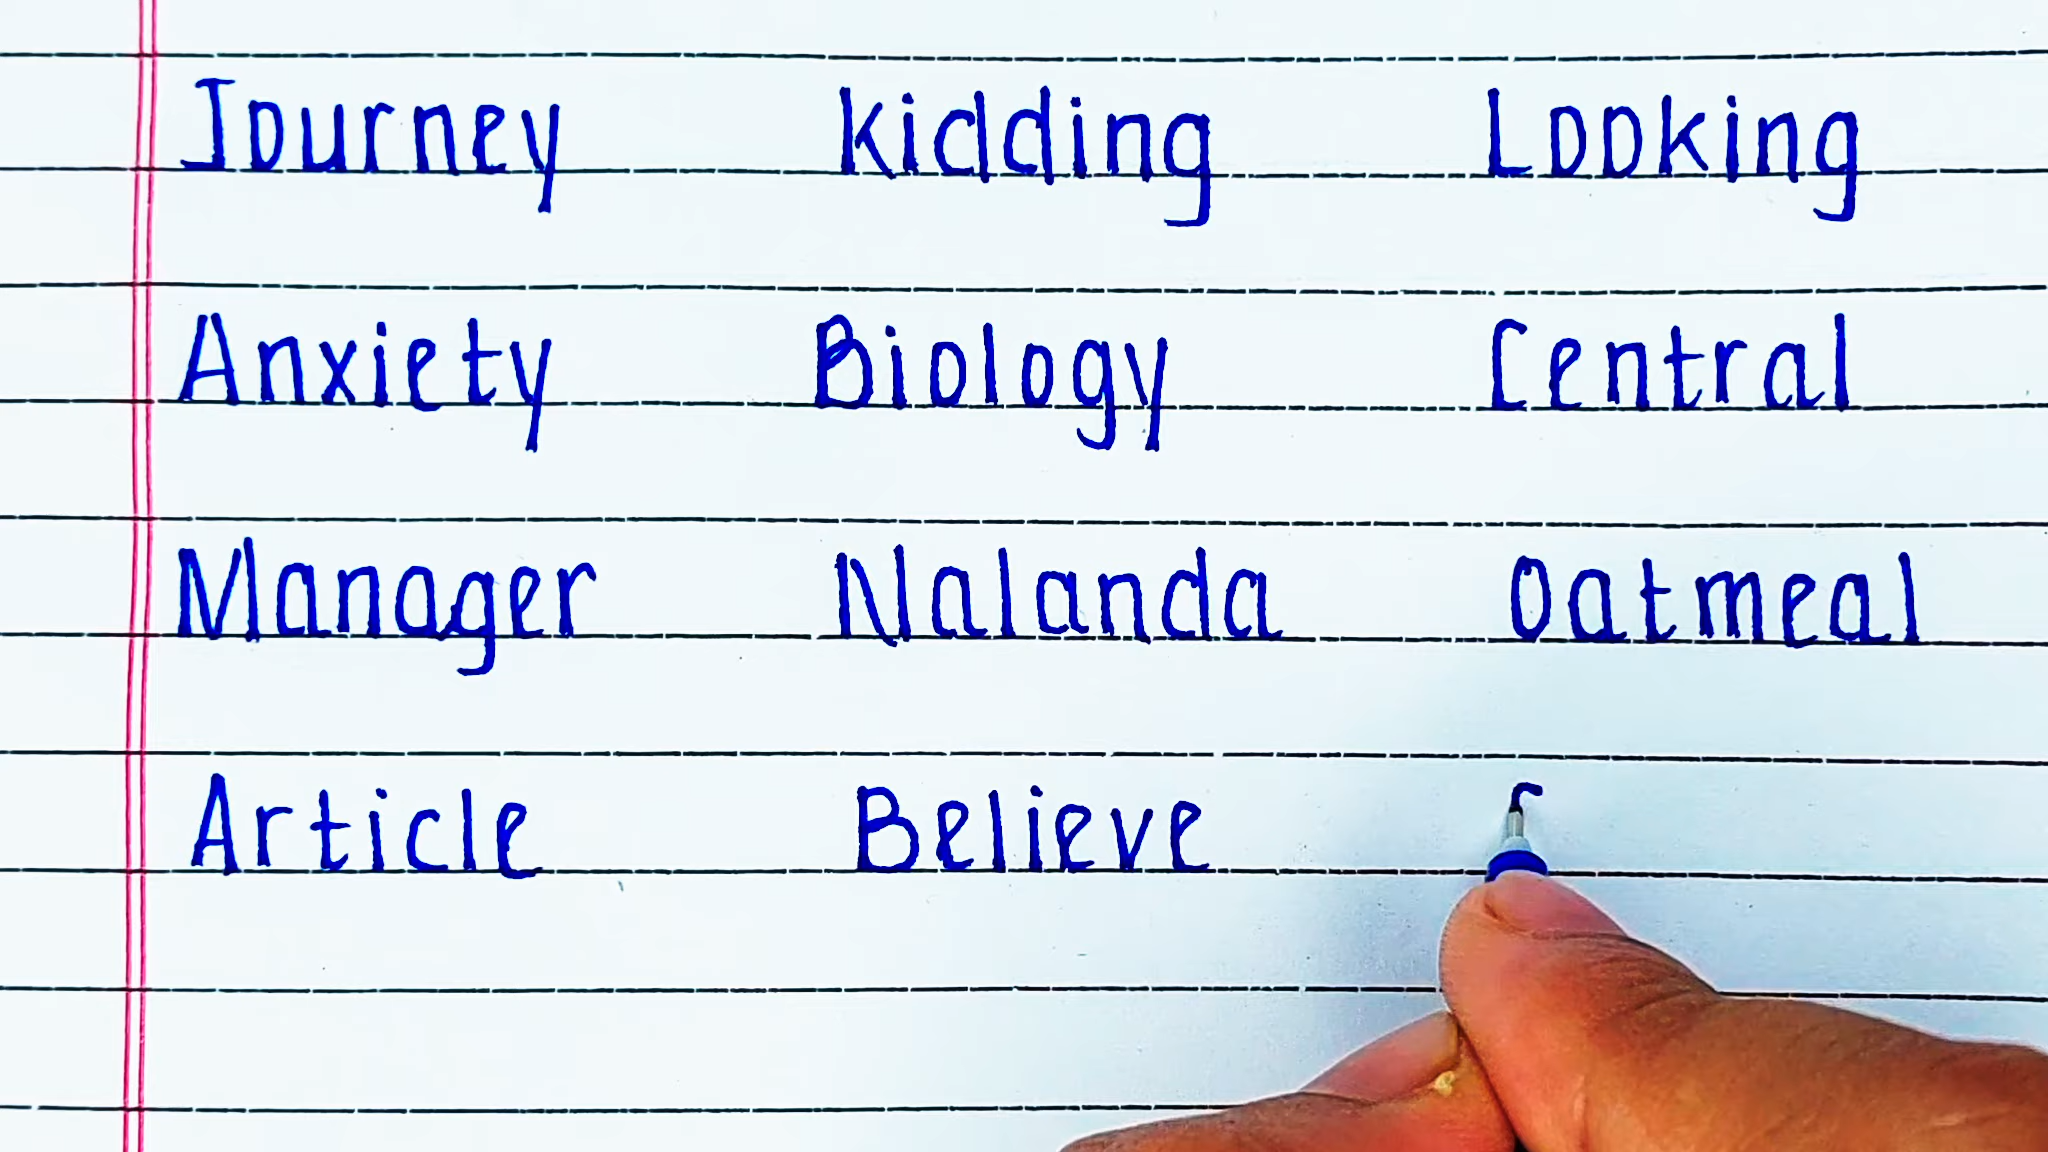 Journey Kidding Looking
Anxiety Biology Central
Manager Nalanda Oatmeal
Article Believe